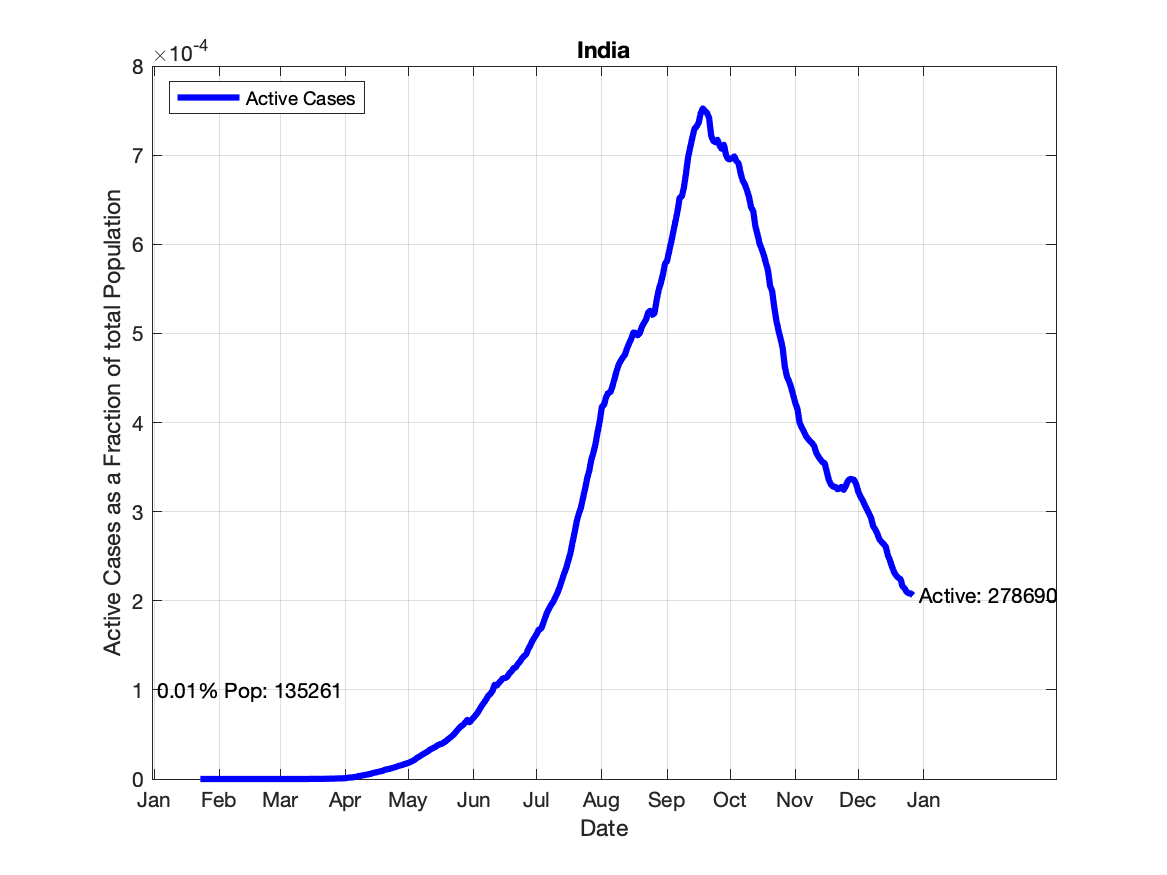 India
×10-4
Active Cases
8
7
6
5
4
3
2
1
0
Active Cases as a Fraction of total Population
Active: 278690
0.01% Pop: 135261
Jan Feb Mar Apr May Jun Jul Aug Sep Oct Nov Dec Jan
Date